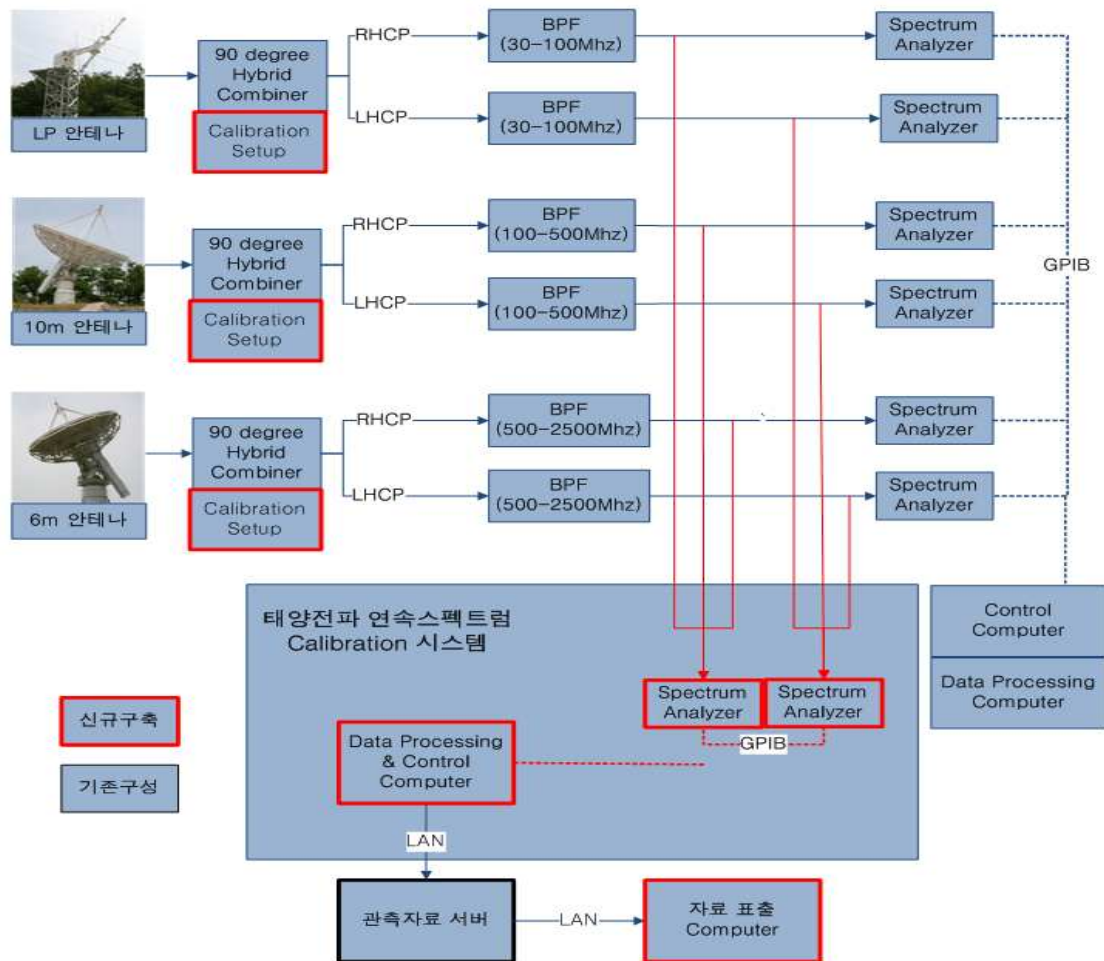 LP 안테나
90 degree
Hybrid
Combiner
Calibration
Setup
RHCP
LHCP
BPF
(30-100Mhz)
BPF
(30-100Mhz)
Spectrum
Analyzer
Spectrum
Analyzer
10m 안테나
90 degree
Hybrid
Combiner
Calibration
Setup
RHCP
LHCP
BPF
(100-500Mhz)
BPF
(100-500Mhz)
Spectrum
Analyzer
Spectrum
Analyzer
GPIB
6m 안테나
90 degree
Hybrid
Combiner
Calibration
Setup
RHCP
LHCP
BPF
(500-2500Mhz)
BPF
(500-2500Mhz)
Spectrum
Analyzer
Spectrum
Analyzer
Control
Computer
Data Processing
Computer
태양전파 연속스펙트럼
Calibration 시스템
Spectrum
Analyzer
Spectrum
Analyzer
GPIB
Data Processing
& Control
Computer
신규구축
기존구성
LAN
관측자료 서버
LAN
자료 표출
Computer